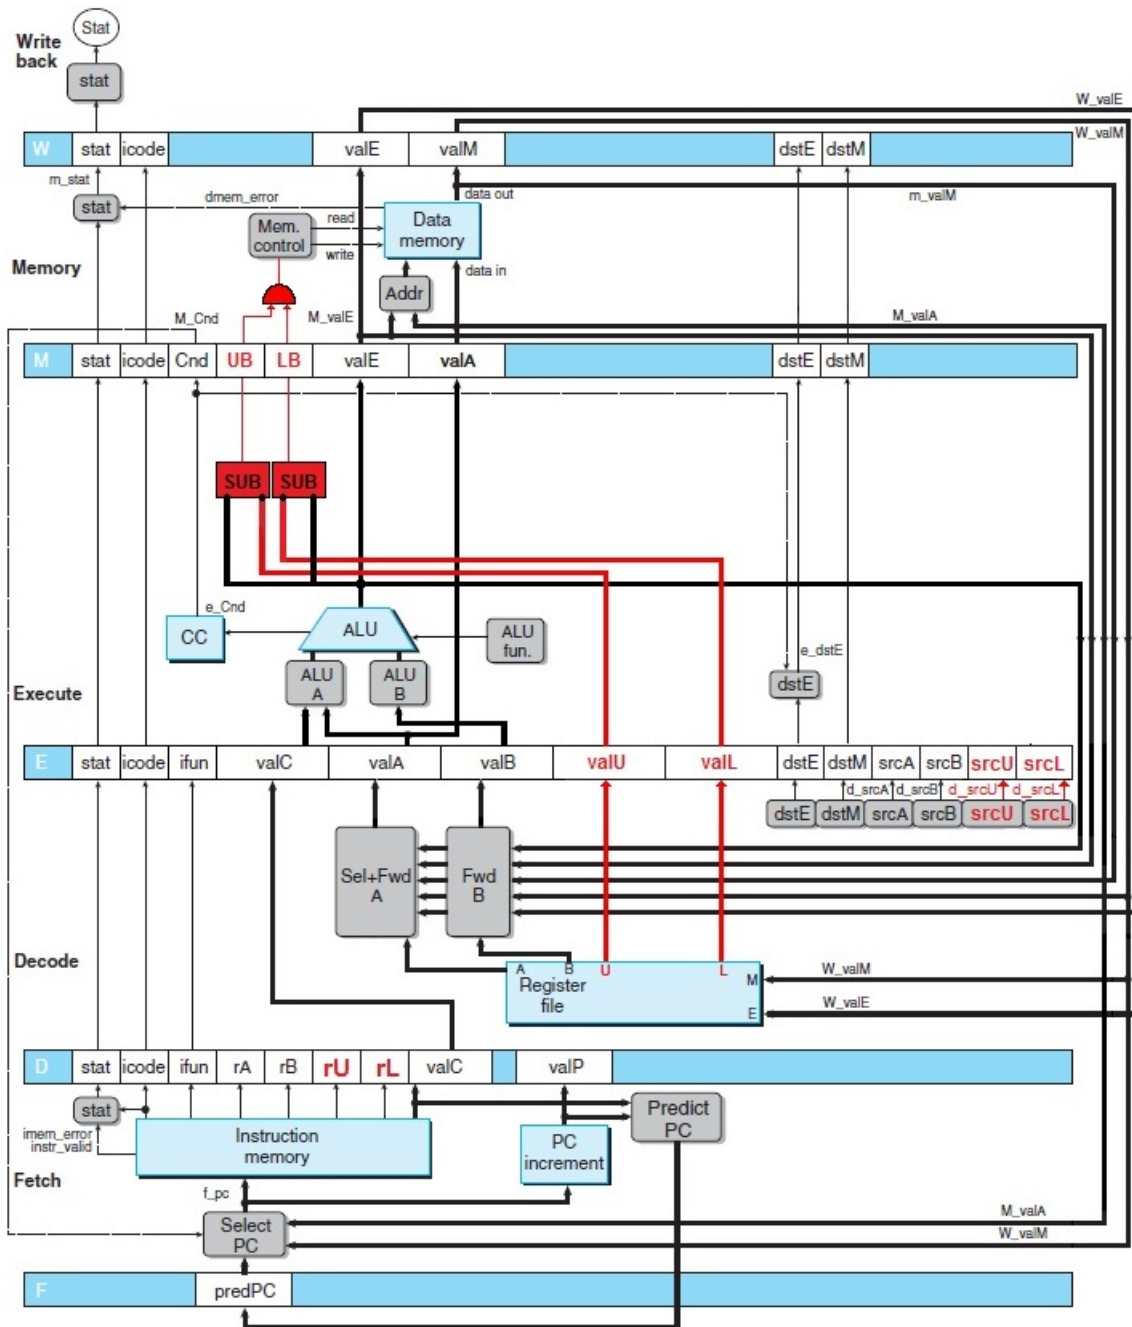 Stat
Write
back
stat
W_valE
W_valM
W stat icode valE valM dstE dstM
m_stat
stat
dmem_error
data out
m_valM
Mem.
control
read
write
Data
memory
data in
Memory
Addr
M_Cnd
M_valE
M_valA
M stat icode Cnd UB LB valE valA dstE dstM
SUB SUB
e_Cnd
CC
ALU
ALU
fun.
e_dstE
ALU
A
ALU
B
dstE
Execute
E stat icode ifun valC valA valB valU valL dstE dstM srcA srcB srcU srcL
d_srcA d_srcB d_srcU d_srcL
dstE dstM srcA srcB srcU srcL
Sel+Fwd
A
Fwd
B
Decode
A B U L
Register
file
M
E
W_valM
W_valE
D stat icode ifun rA rB rU rL valC valP
stat
imem_error
instr_valid
Instruction
memory
PC
increment
Predict
PC
Fetch
f_pc
Select
PC
M_valA
W_valM
F predPC